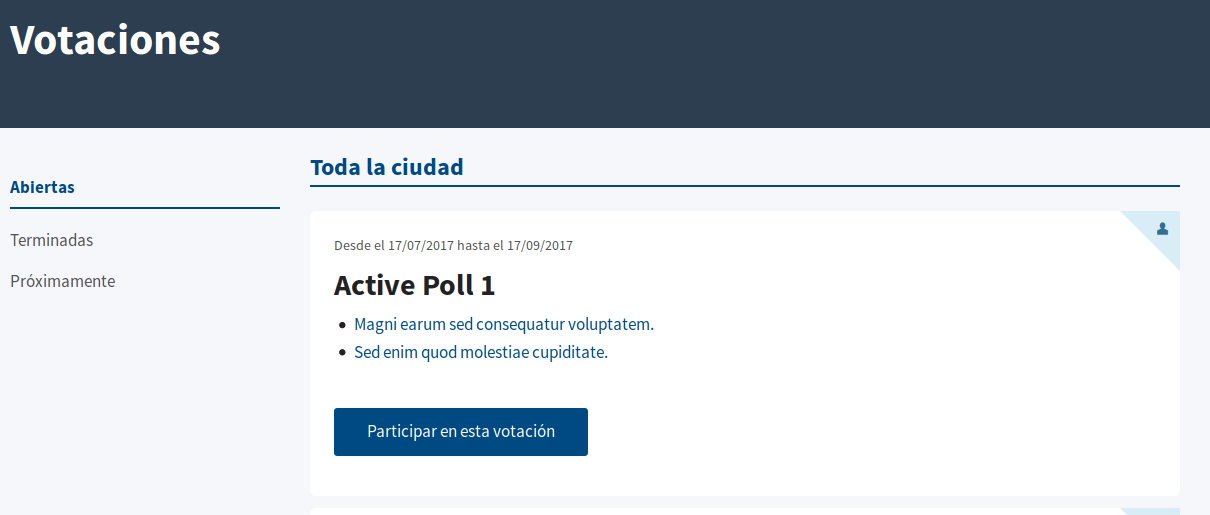 Votaciones
Abiertas
Terminadas
Próximamente
Toda la ciudad
Desde el 17/07/2017 hasta el 17/09/2017
Active Poll 1
Magni earum sed consequatur voluptatem.
Sed enim quod molestiae cupiditate.
Participar en esta votación